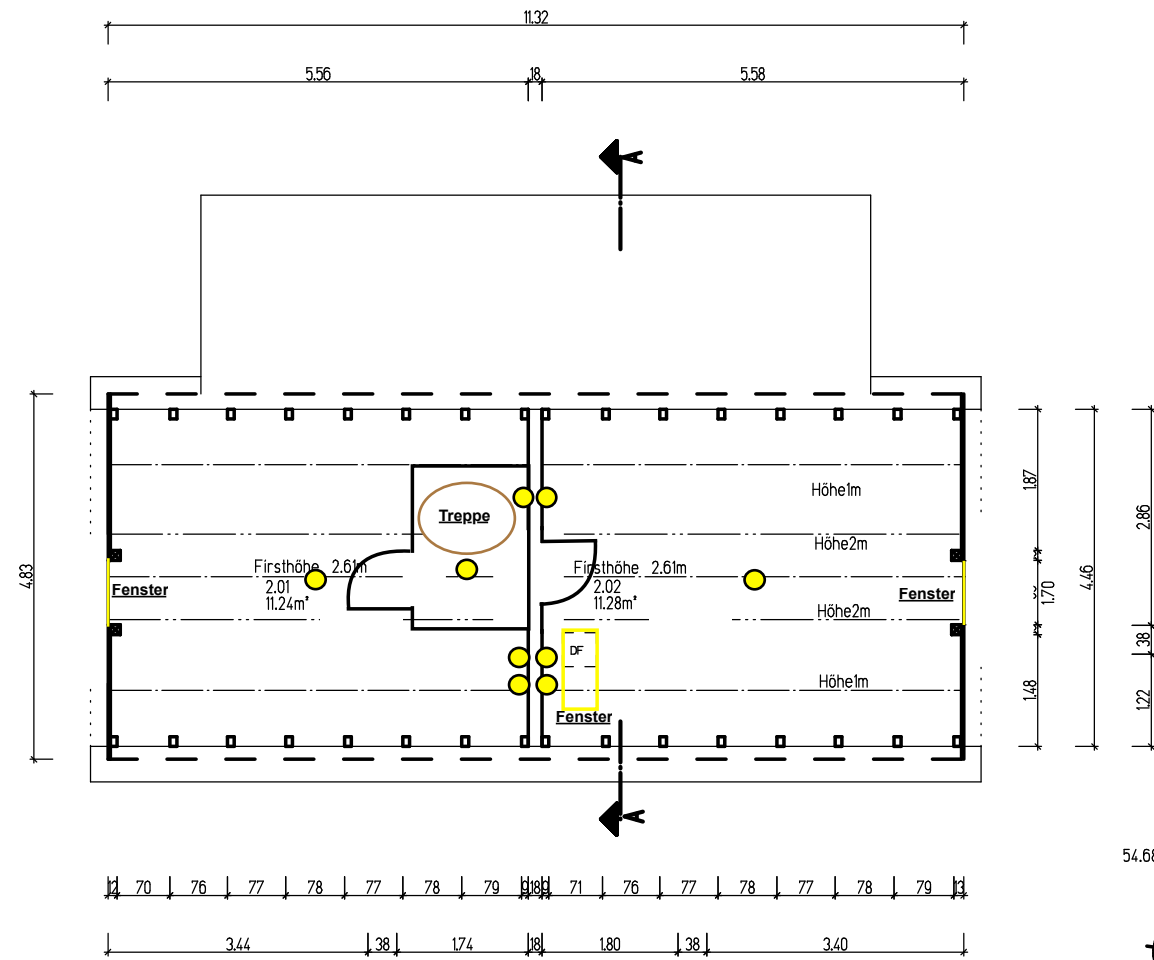 11.32
5.56 18 5.58
A
Höhe1m
Treppe
Höhe2m
Firsthöhe 2.61m
2.01
11.24m²
Firsthöhe 2.61m
2.02
11.28m²
Fenster
Fenster
Höhe2m
DF
Höhe1m
Fenster
A
4.83
1.87
1.70
1.48
4.46
2.86
38
1.22
54.68
12 70 76 77 78 77 78 79 9 18 9 71 76 77 78 77 78 79 13
3.44 38 1.74 18 1.80 38 3.40